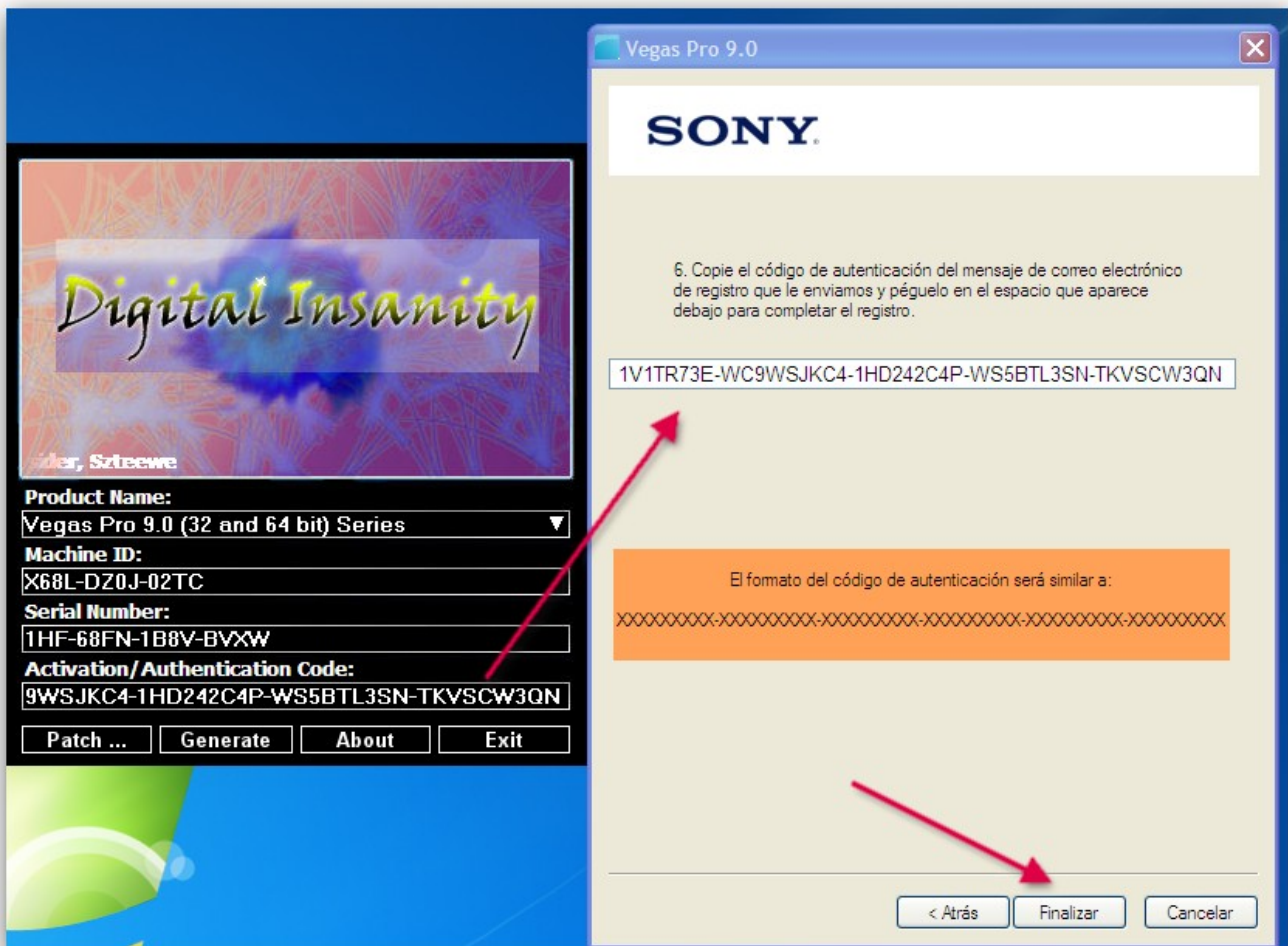 Digital Insanity
Szteewe
Product Name:
Vegas Pro 9.0 (32 and 64 bit) Series
Machine ID:
X68L-DZ0J-02TC
Serial Number:
1HF-68FN-1B8V-BVXW
Activation/Authentication Code:
9WSJKC4-1HD242C4P-WS5BTL3SN-TKVSCW3QN
Patch ... Generate About Exit
Vegas Pro 9.0
SONY
6. Copie el código de autenticación del mensaje de correo electrónico
de registro que le enviamos y péguelo en el espacio que aparece
debajo para completar el registro.
1V1TR73E-WC9WSJKC4-1HD242C4P-WS5BTL3SN-TKVSCW3QN
El formato del código de autenticación será similar a:
XXXXXXXXX-XXXXXXXXX-XXXXXXXXX-XXXXXXXXX-XXXXXXXXX-XXXXXXXXX
< Atrás Finalizar Cancelar